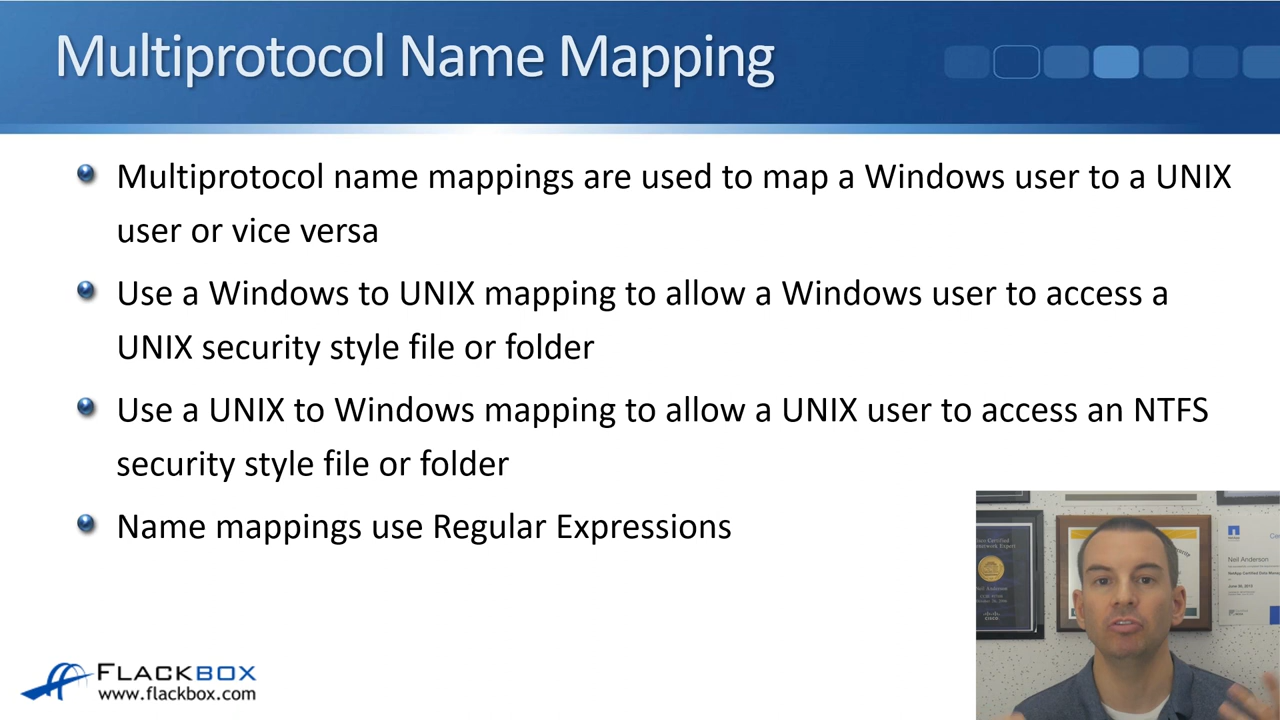 Multiprotocol Name Mapping
Multiprotocol name mappings are used to map a Windows user to a UNIX
user or vice versa
Use a Windows to UNIX mapping to allow a Windows user to access a
UNIX security style file or folder
Use a UNIX to Windows mapping to allow a UNIX user to access an NTFS
security style file or folder
Name mappings use Regular Expressions
FLACKBOX
www.flackbox.com
Neil Anderson
CISCO